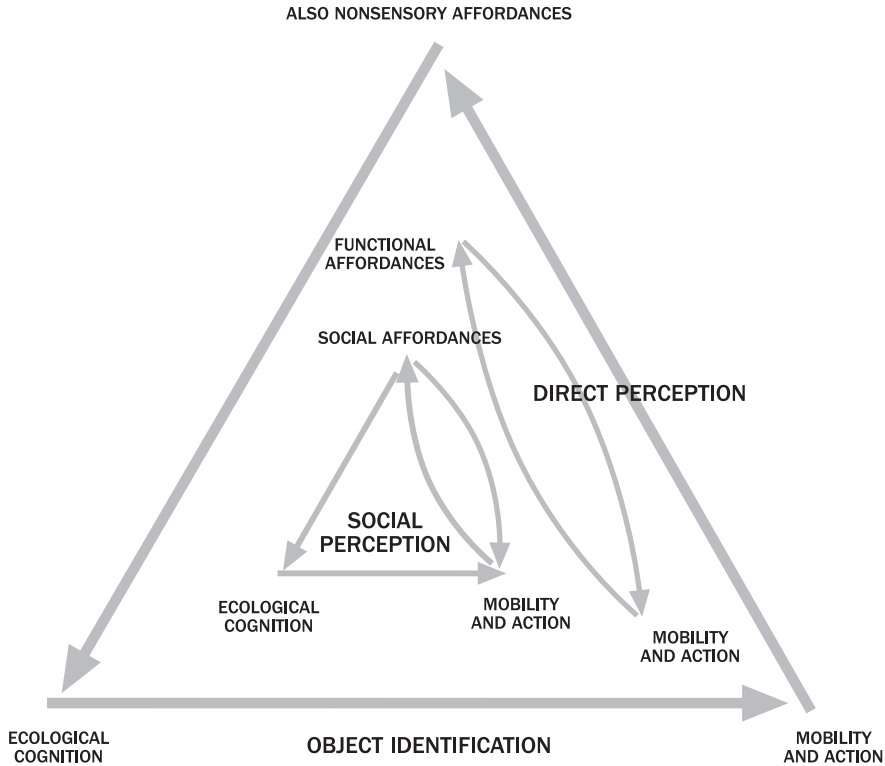 ALSO NONSENSORY AFFORDANCES
FUNCTIONAL
AFFORDANCES
SOCIAL AFFORDANCES
DIRECT PERCEPTION
SOCIAL
PERCEPTION
ECOLOGICAL
COGNITION
MOBILITY
AND ACTION
MOBILITY
AND ACTION
ECOLOGICAL
COGNITION
OBJECT IDENTIFICATION
MOBILITY
AND ACTION